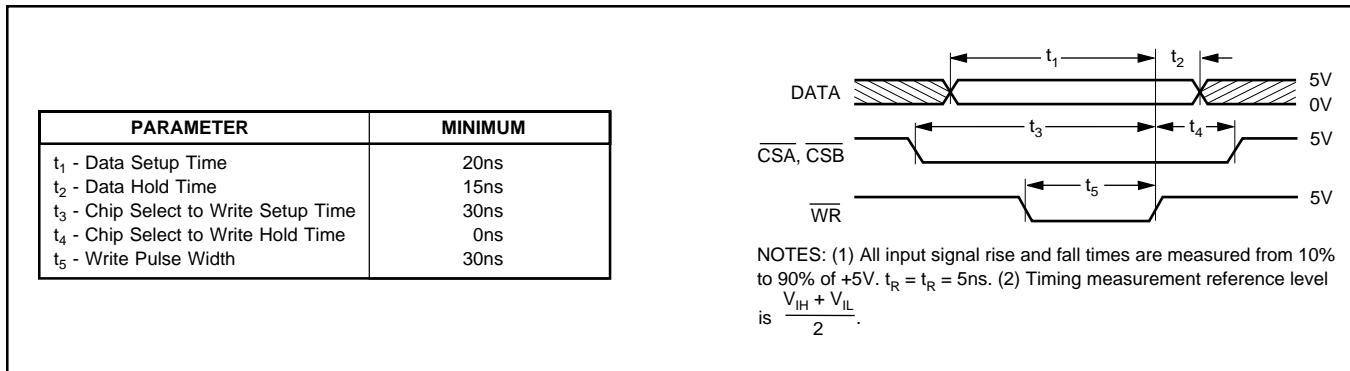 PARAMETER MINIMUM
t1 - Data Setup Time 20ns
t2 - Data Hold Time 15ns
t3 - Chip Select to Write Setup Time 30ns
t4 - Chip Select to Write Hold Time 0ns
t5 - Write Pulse Width 30ns
t1 t2
DATA 5V
0V
t3 t4
CSA, CSB 5V
t5
WR 5V
NOTES: (1) All input signal rise and fall times are measured from 10%
to 90% of +5V. tR = tR = 5ns. (2) Timing measurement reference level
is VIH + VIL
2 .